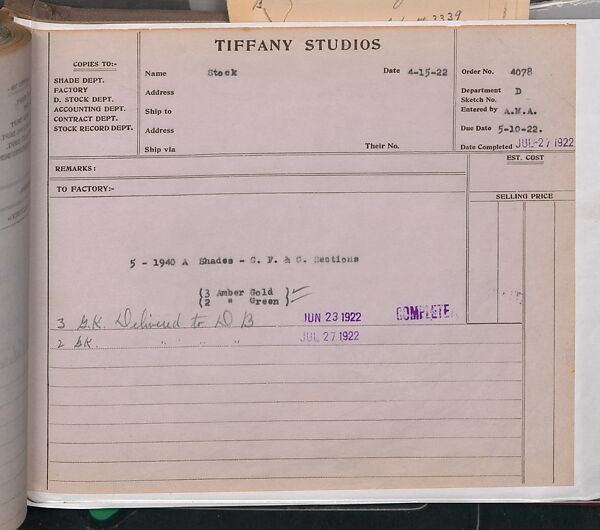 3339
TIFFANY STUDIOS
COPIES TO:-
SHADE DEPT.
FACTORY
D. STOCK DEPT.
ACCOUNTING DEPT.
CONTRACT DEPT.
STOCK RECORD DEPT.
Name Stock Date 4-15-22
Address
Ship to
Address
Ship via Their No.
Order No. 4078
Department D
Sketch No.
Entered by A.M.A.
Due Date 5-10-22.
Date Completed JUL 27 1922
REMARKS:
EST. COST
TO FACTORY:-
SELLING PRICE
5 - 1940 A Shades - G. F. & C. Sections
(3 Amber Gold )
(2 " Green )
3 G.K. Delivered to D B JUN 23 1922 COMPLETE
2 GK. " " " JUL 27 1922